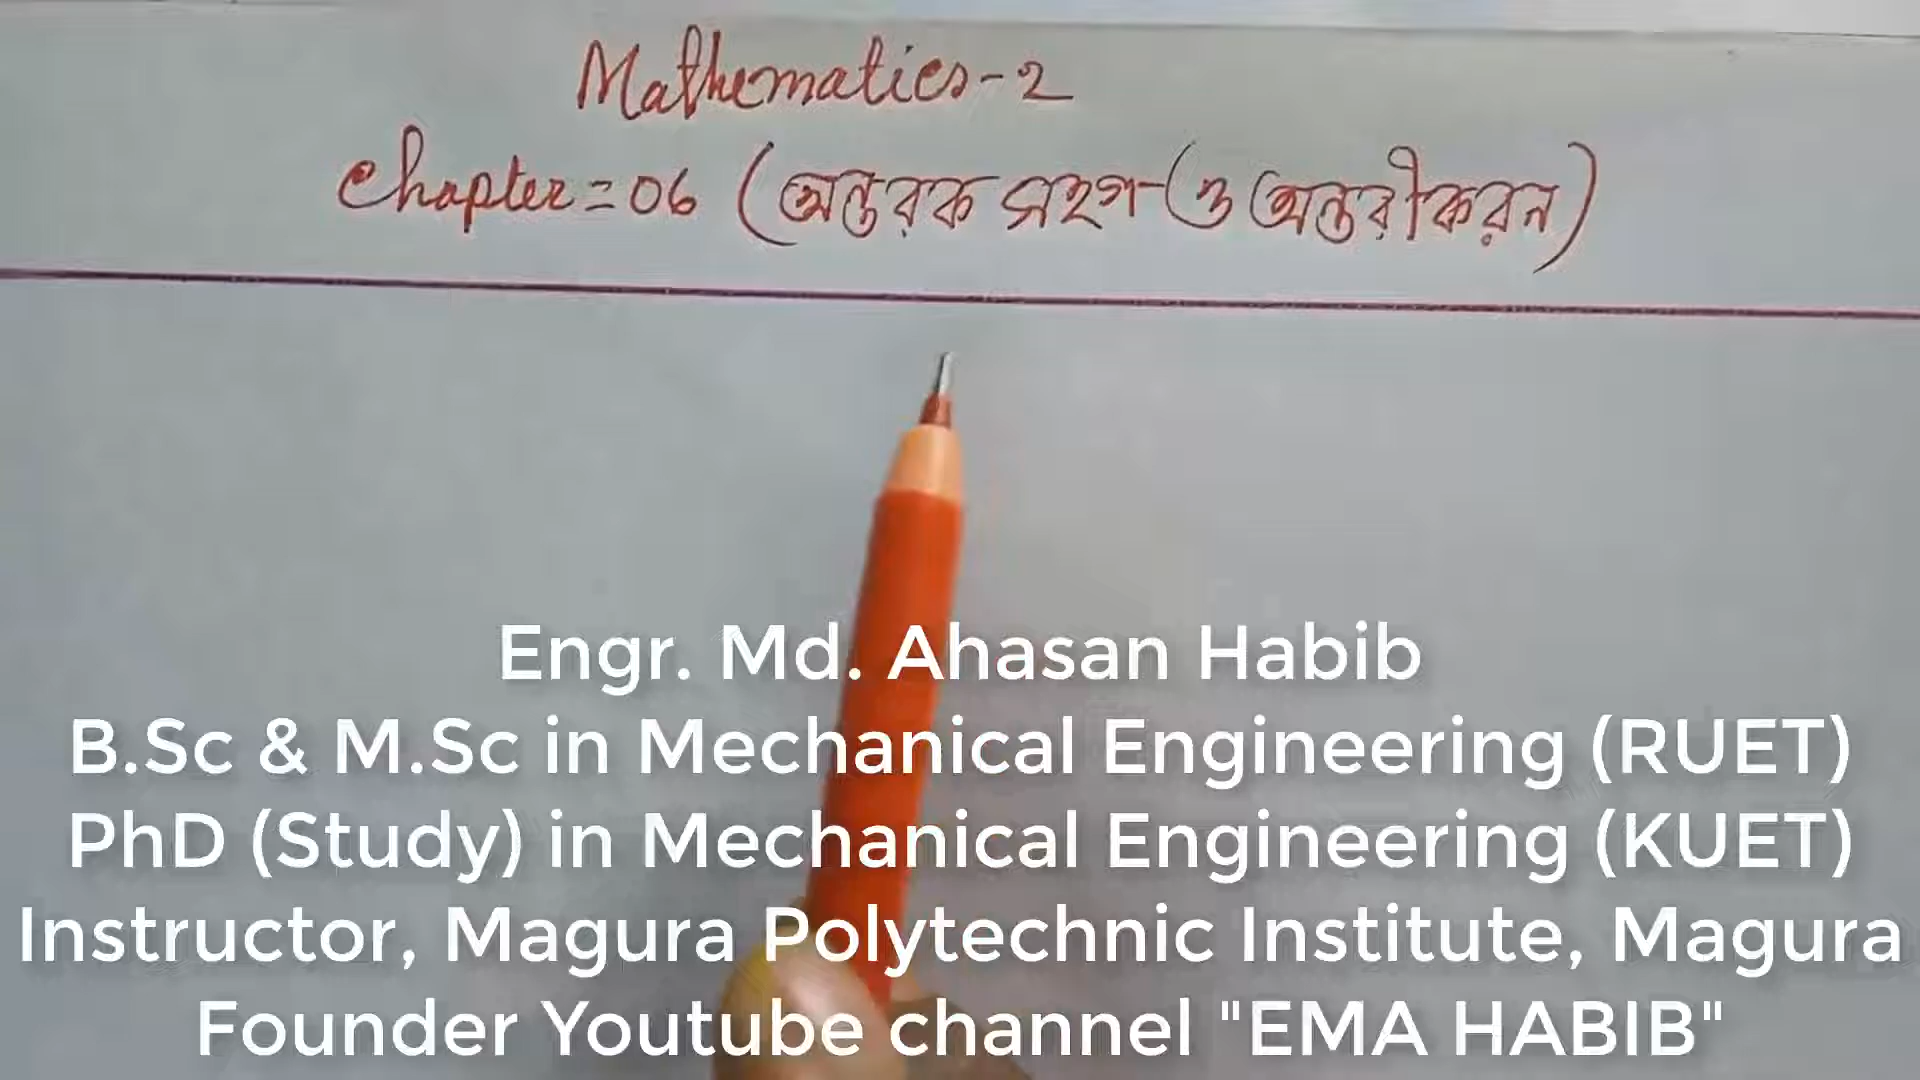 Mathematics-2
Chapter=06 (অন্তরক সহগ ও অন্তরীকরন)
Engr. Md. Ahasan Habib
B.Sc & M.Sc in Mechanical Engineering (RUET)
PhD (Study) in Mechanical Engineering (KUET)
Instructor, Magura Polytechnic Institute, Magura
Founder Youtube channel "EMA HABIB"